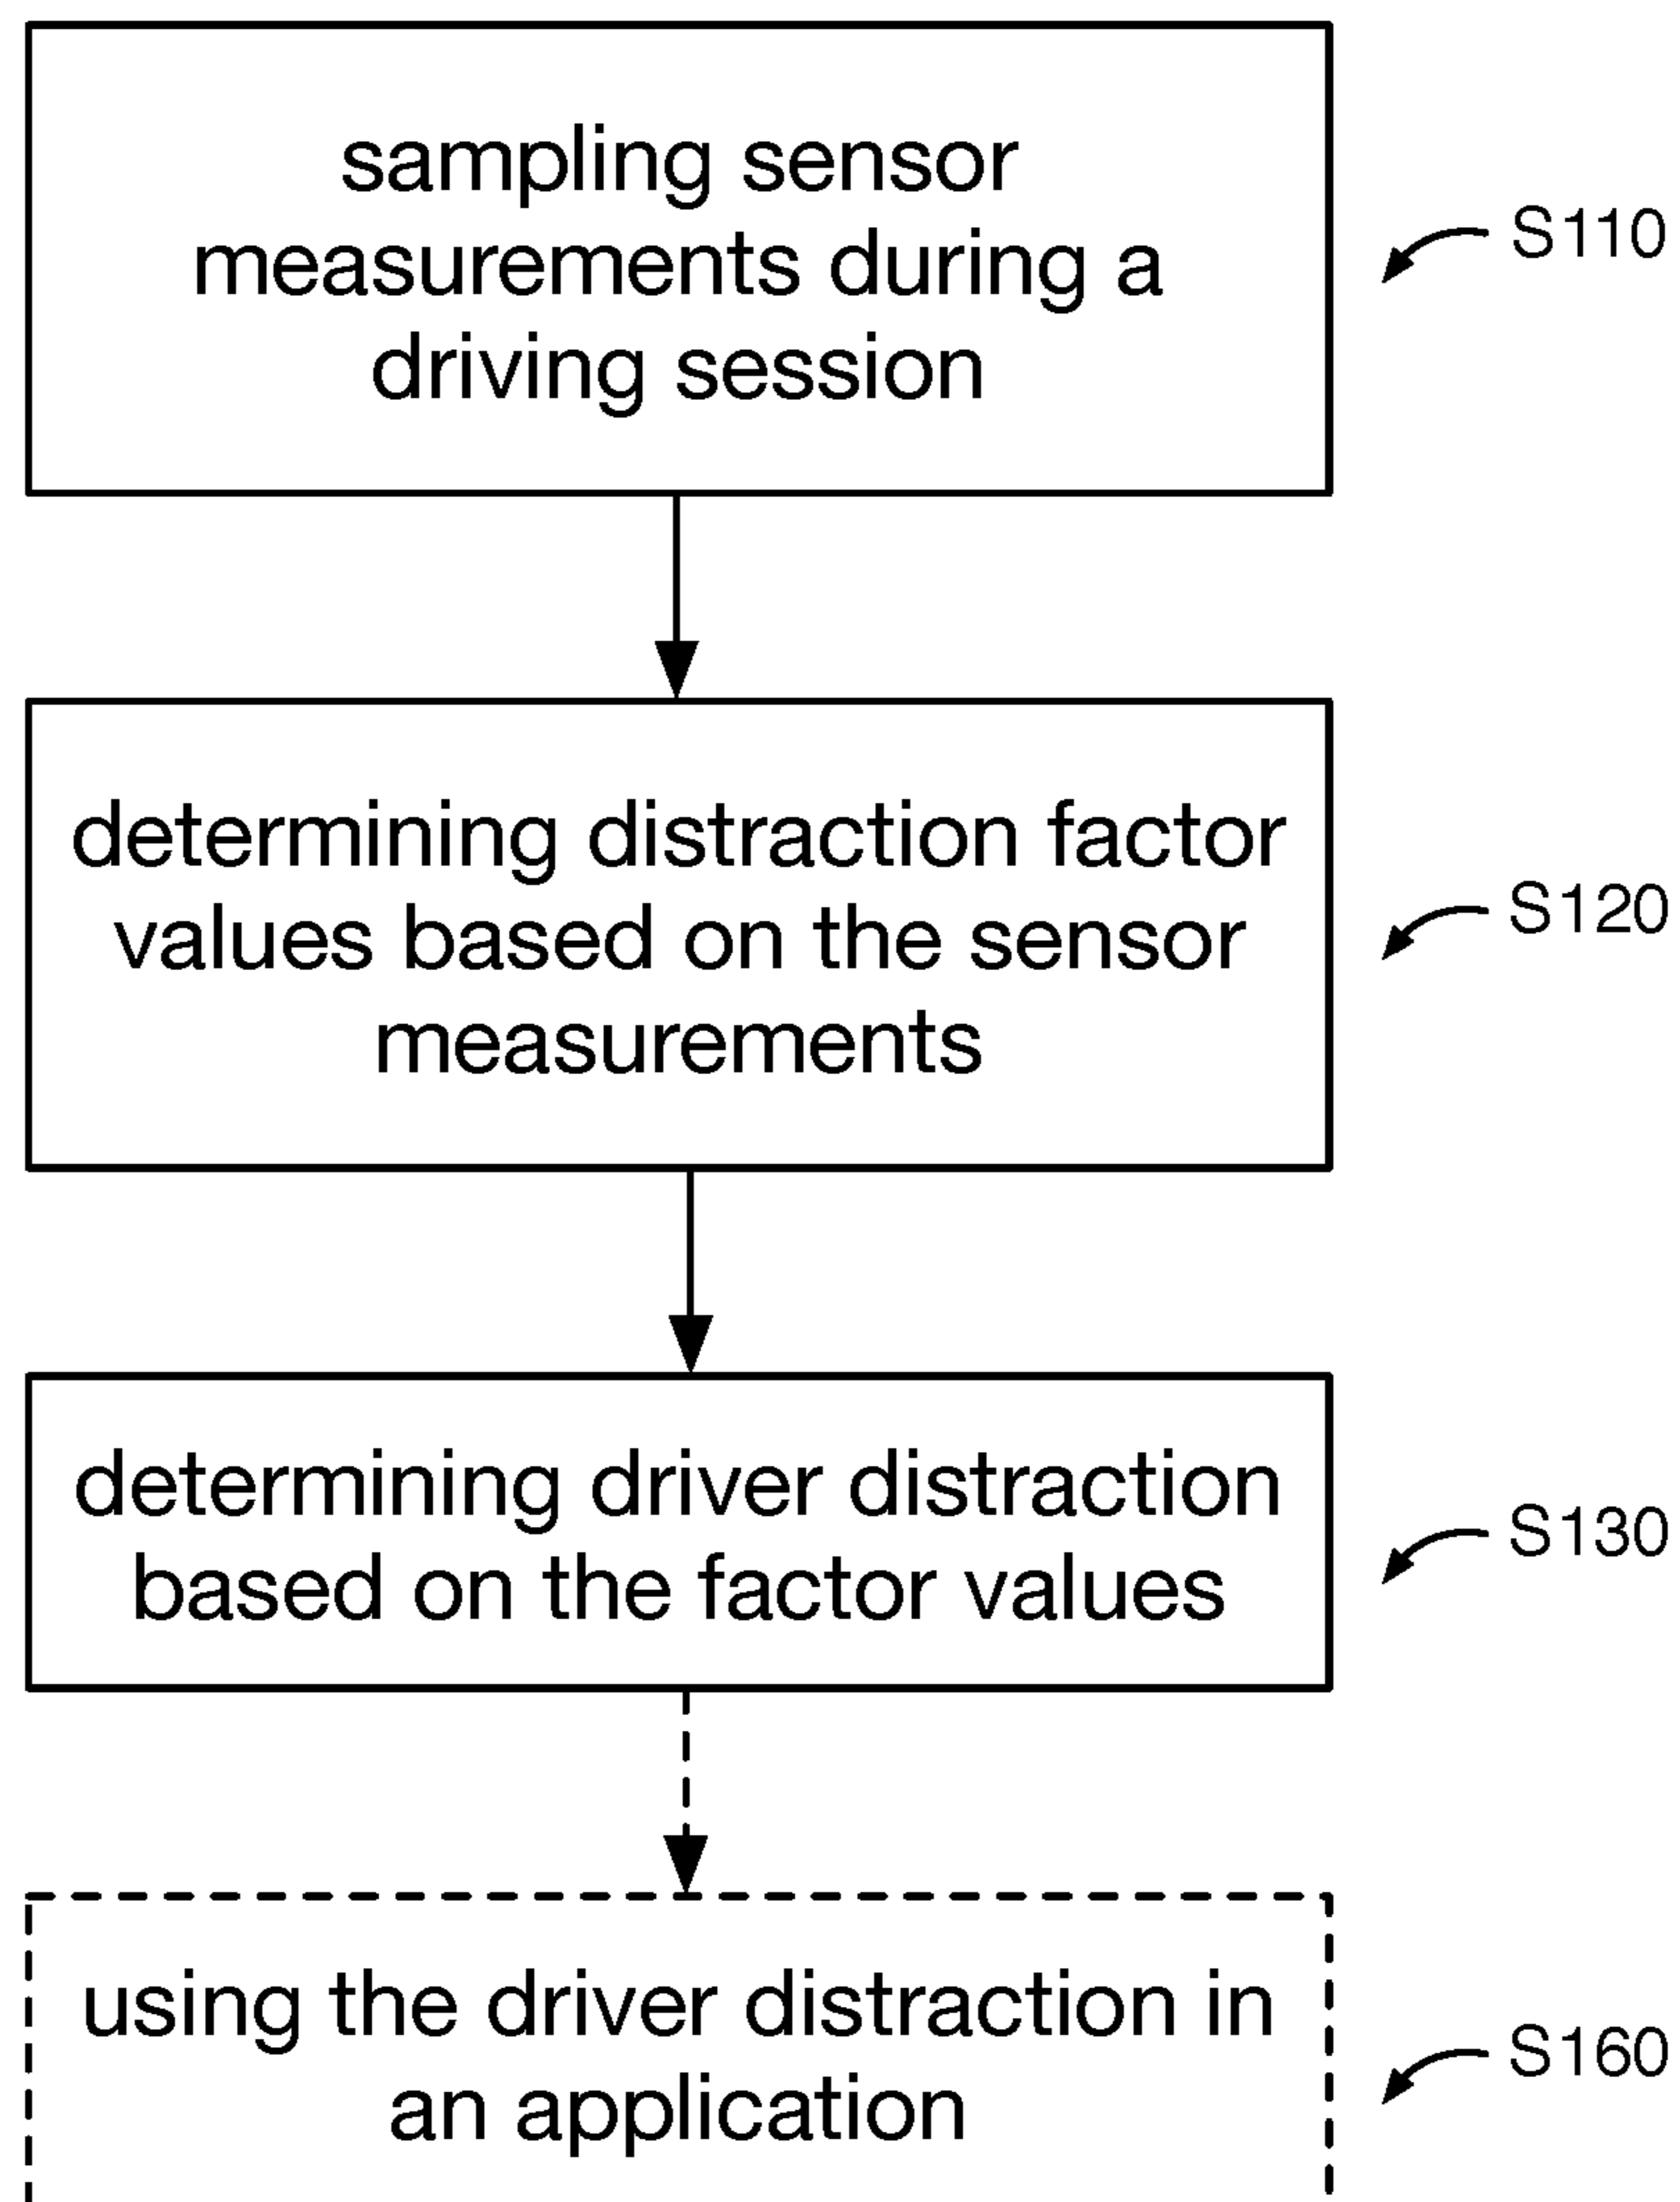 sampling sensor
measurements during a
driving session
S110
determining distraction factor
values based on the sensor
measurements
S120
determining driver distraction
based on the factor values
S130
using the driver distraction in
an application
S160